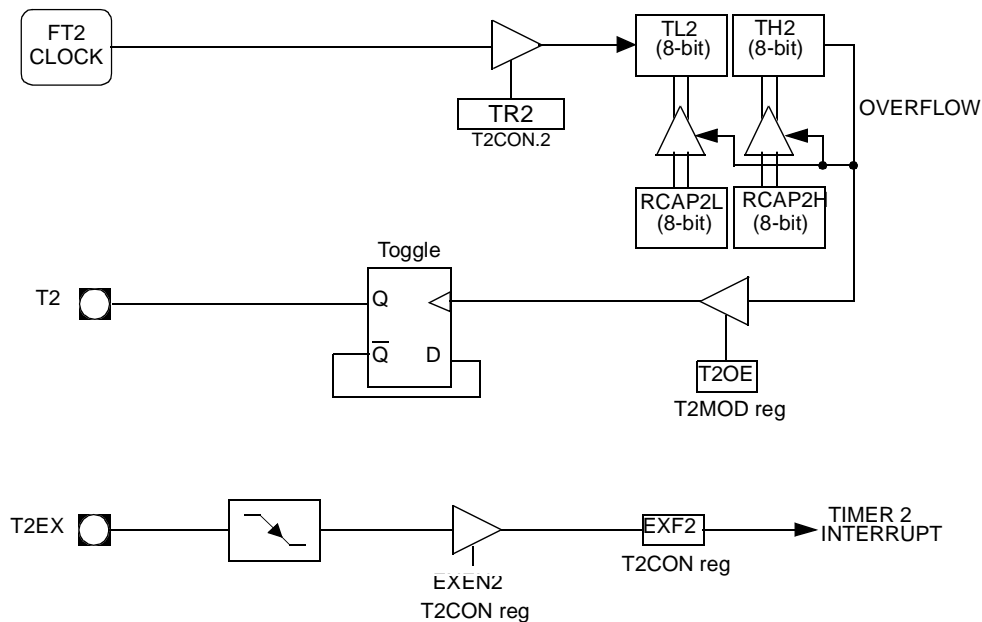 FT2
CLOCK
TR2
T2CON.2
TL2
(8-bit)
TH2
(8-bit)
OVERFLOW
RCAP2L
(8-bit)
RCAP2H
(8-bit)
Toggle
T2
Q
Q
D
T2OE
T2MOD reg
T2EX
EXEN2
T2CON reg
EXF2
T2CON reg
TIMER 2
INTERRUPT